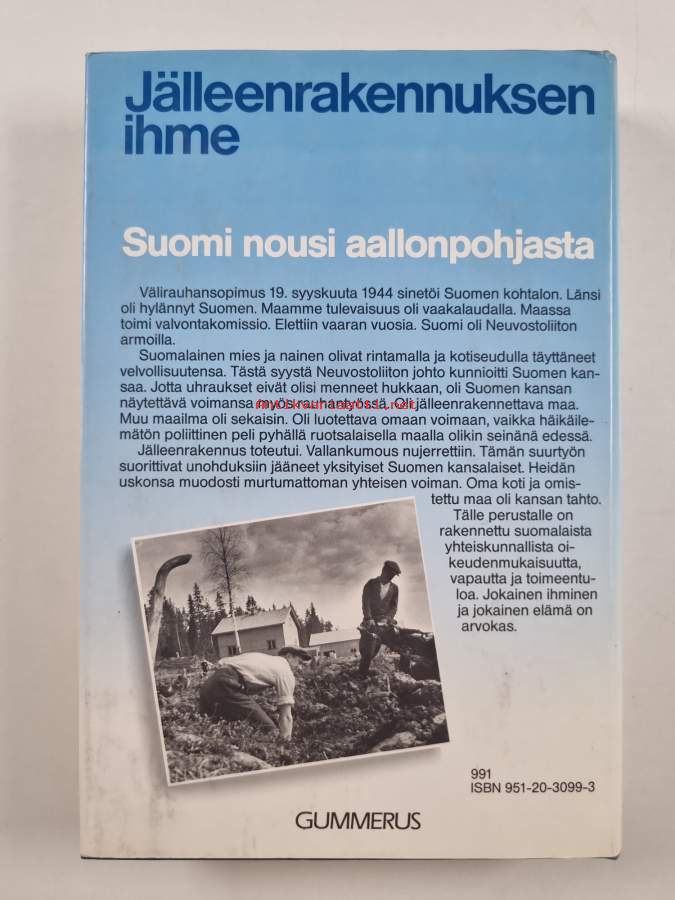 Jälleenrakennuksen
ihme
Suomi nousi aallonpohjasta
Välirauhansopimus 19. syyskuuta 1944 sinetöi Suomen kohtalon. Länsi
oli hylännyt Suomen. Maamme tulevaisuus oli vaakalaudalla. Maassa
toimi valvontakomissio. Elettiin vaaran vuosia. Suomi oli Neuvostoliiton
armoilla.
Suomalainen mies ja nainen olivat rintamalla ja kotiseudulla täyttäneet
velvollisuutensa. Tästä syystä Neuvostoliiton johto kunnioitti Suomen kan-
saa. Jotta uhraukset eivät olisi menneet hukkaan, oli Suomen kansan
näytettävä voimansa myös rauhantyössä. Oli jälleenrakennettava maa.
Muu maailma oli sekaisin. Oli luotettava omaan voimaan, vaikka häikäile-
mätön poliittinen peli pyhällä ruotsalaisella maalla olikin seinänä edessä.
Jälleenrakennus toteutui. Vallankumous nujerrettiin. Tämän suurtyön
suorittivat unohduksiin jääneet yksityiset Suomen kansalaiset. Heidän
uskonsa muodosti murtumattoman yhteisen voiman. Oma koti ja omis-
tettu maa oli kansan tahto.
Tälle perustalle on
rakennettu suomalaista
yhteiskunnallista oi-
keudenmukaisuutta,
vapautta ja toimeentu-
loa. Jokainen ihminen
ja jokainen elämä on
arvokas.
991
ISBN 951-20-3099-3
GUMMERUS